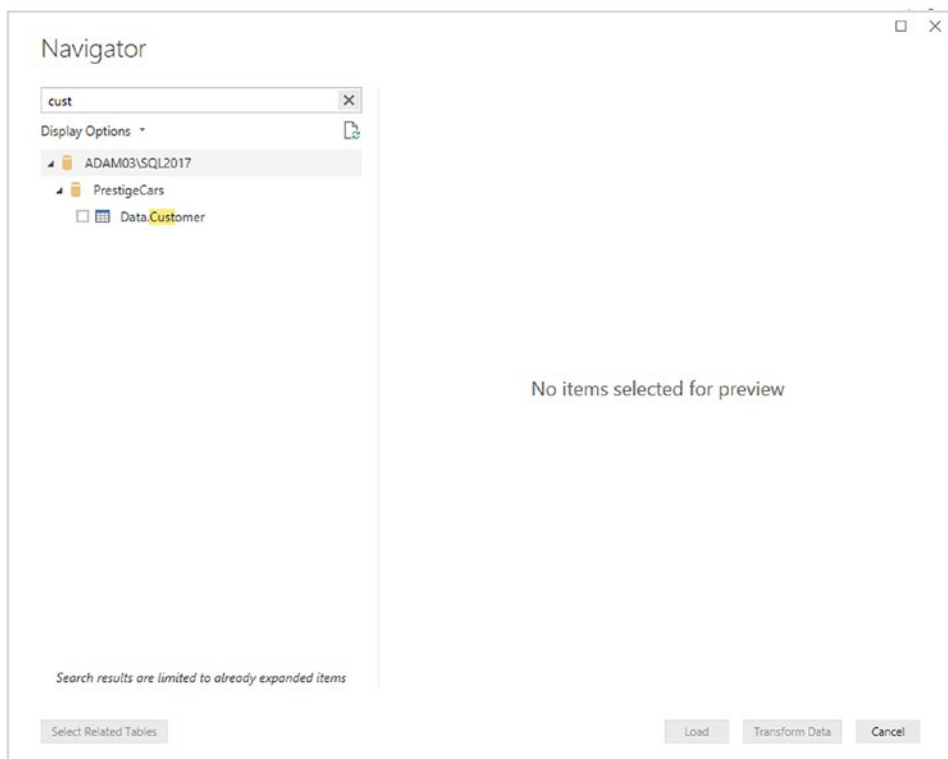 Navigator
cust
Display Options
ADAM03\SQL2017
PrestigeCars
Data.Customer
No items selected for preview
Search results are limited to already expanded items
Select Related Tables
Load
Transform Data
Cancel